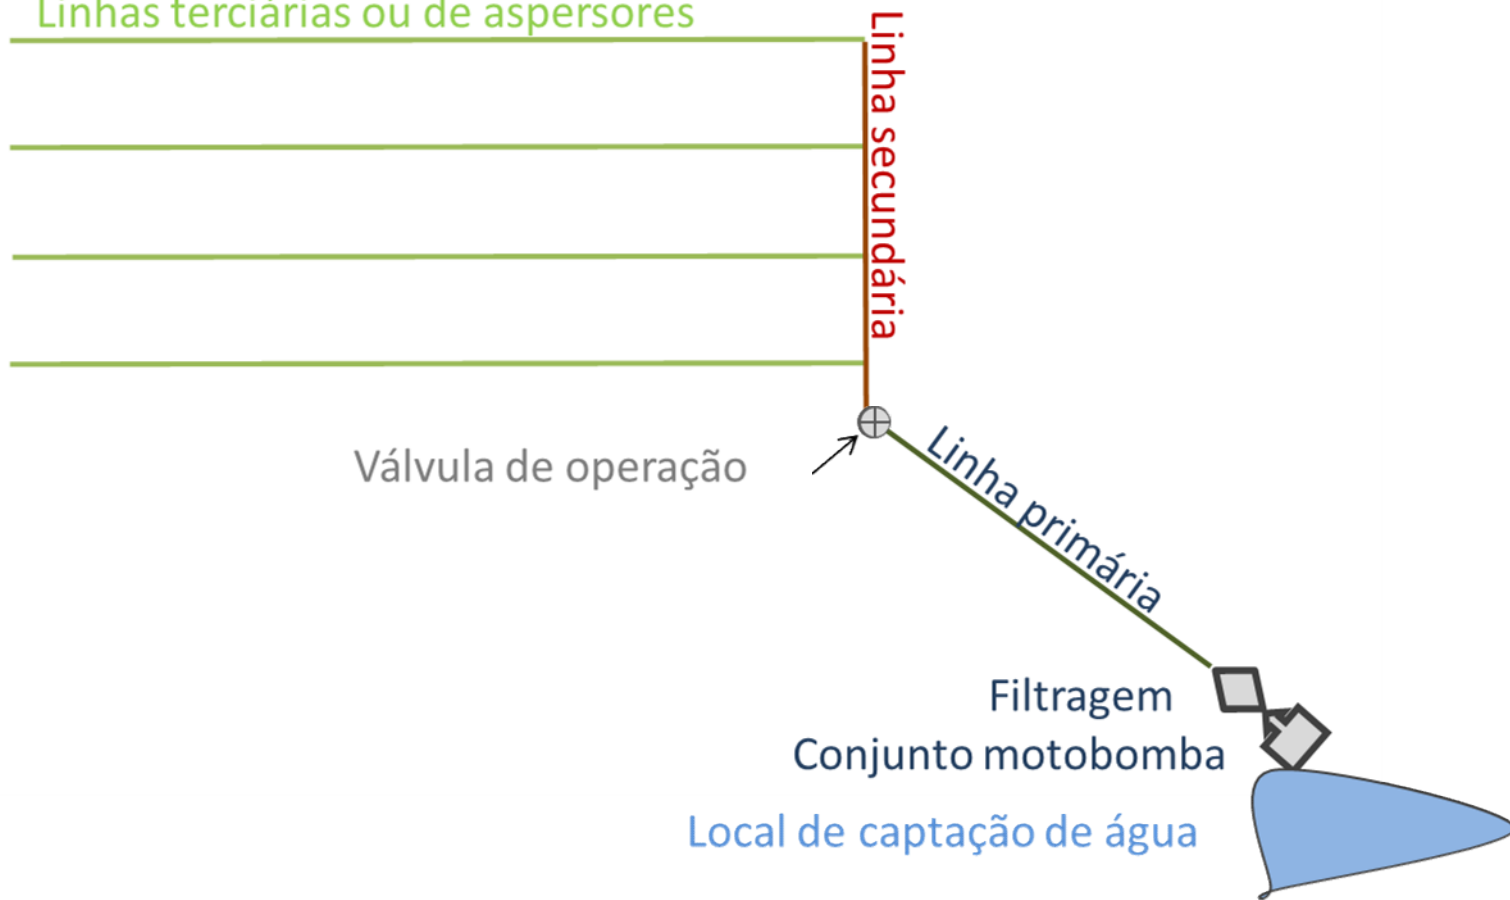 Linhas terciárias ou de aspersores
Linha secundária
Válvula de operação
Linha primária
Filtragem
Conjunto motobomba
Local de captação de água